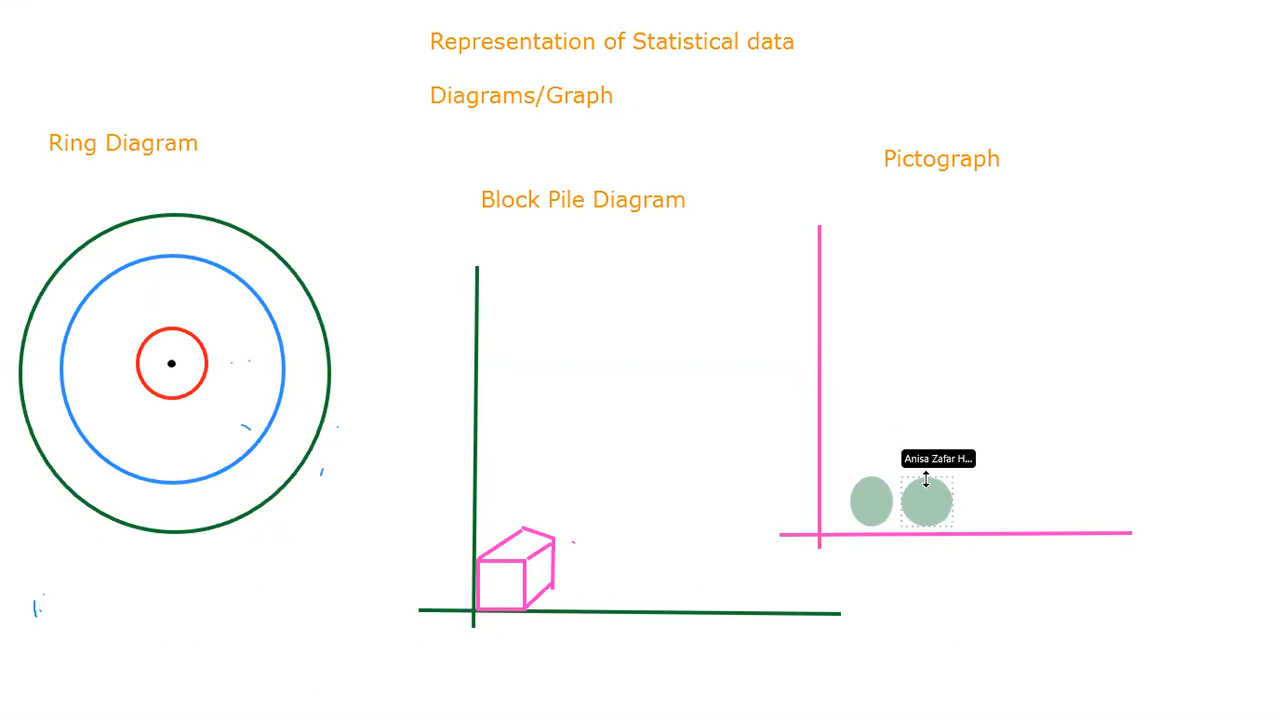 Representation of Statistical data
Diagrams/Graph
Ring Diagram
Pictograph
Block Pile Diagram
Anisa Zafar H...